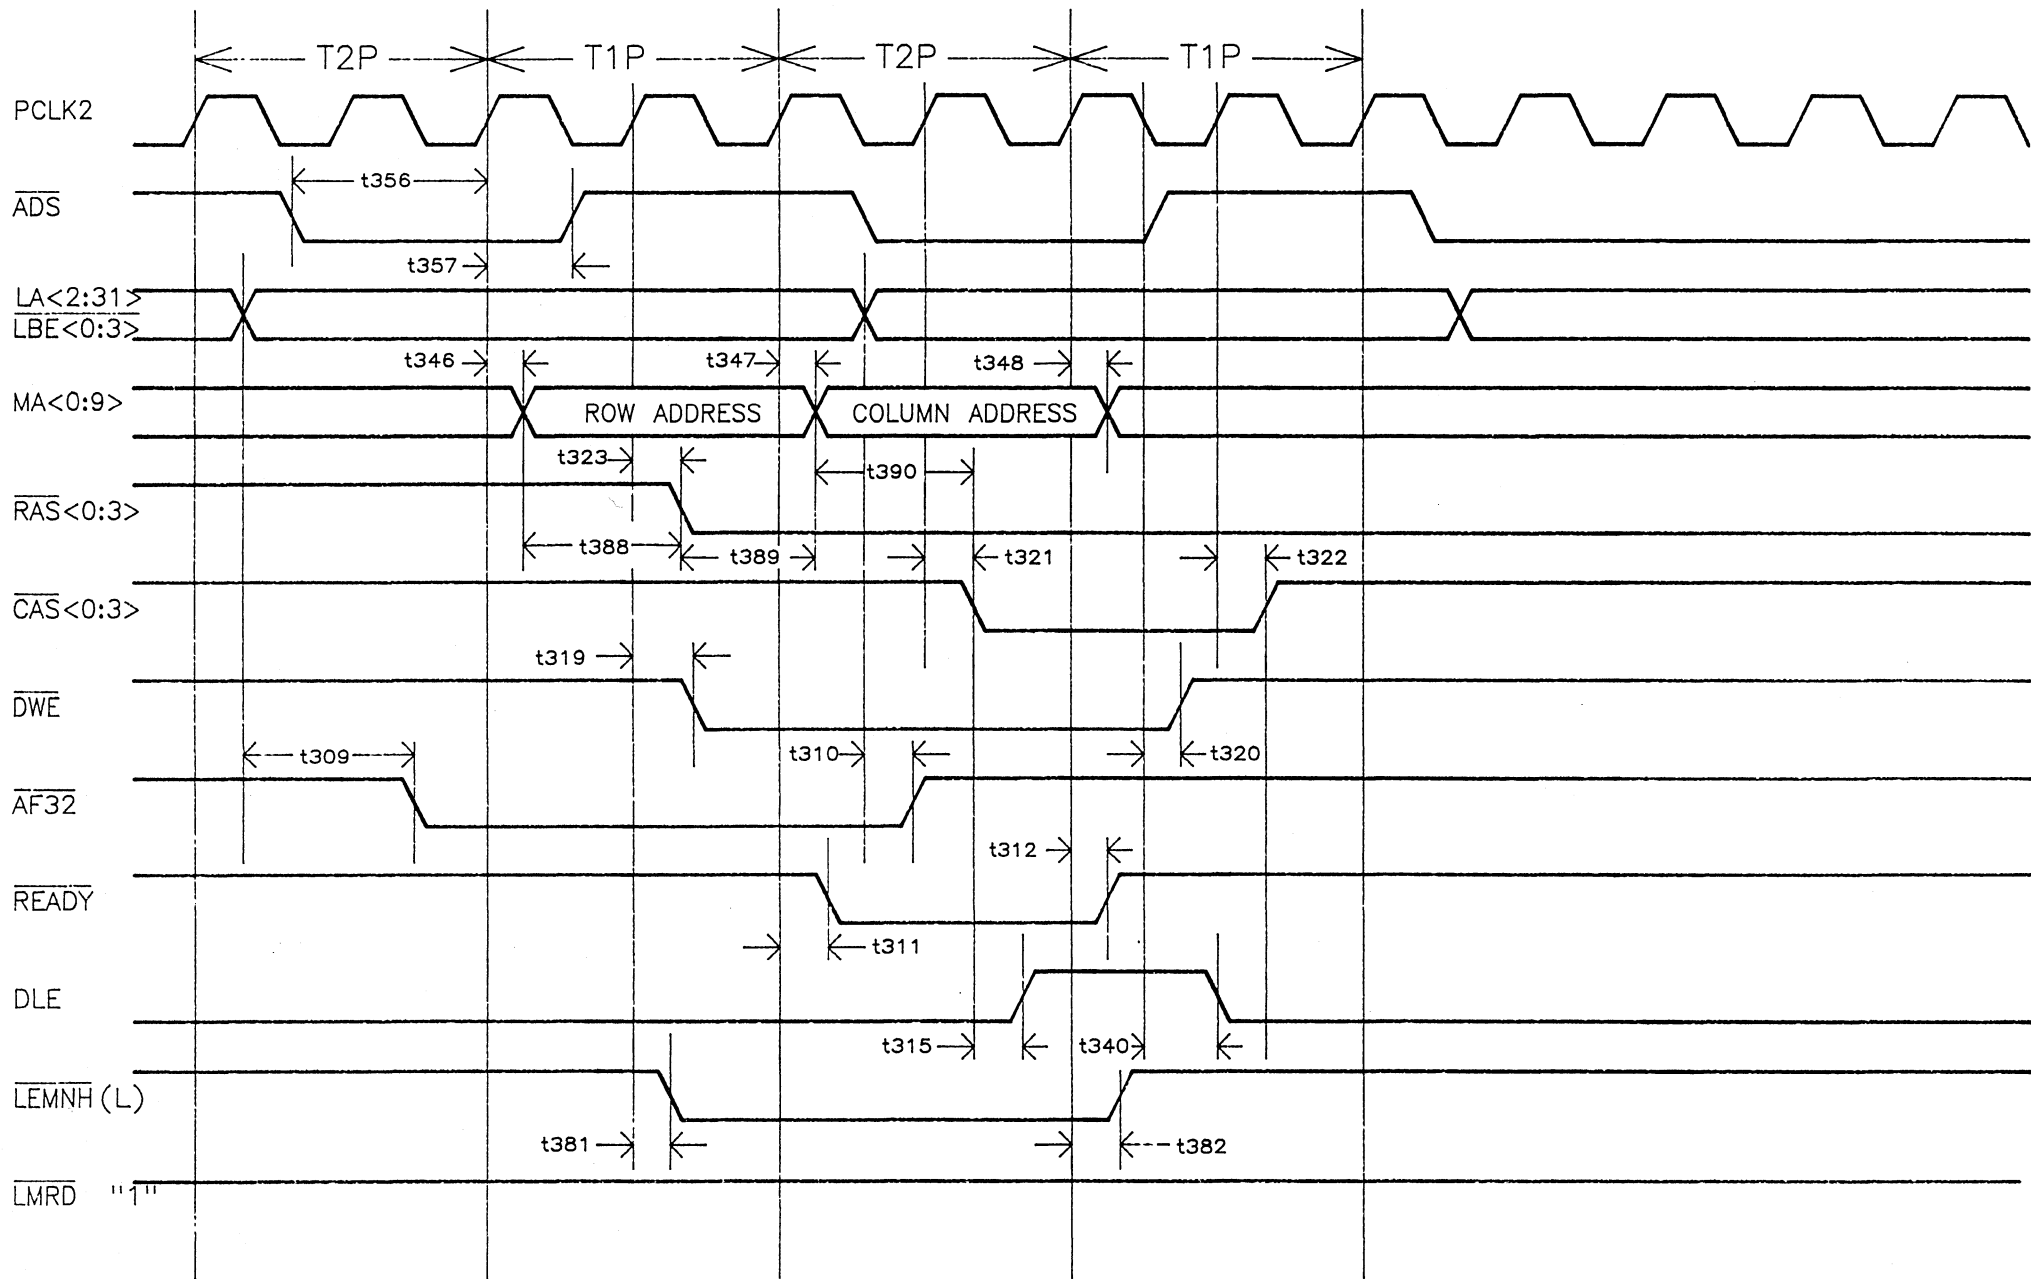 T2P T1P T2P T1P
PCLK2
t356
ADS
t357
LA<2:31>
LBE<0:3>
t346 t347 t348
MA<0:9> ROW ADDRESS COLUMN ADDRESS
t323 t390
RAS<0:3>
t388 t389 t321 t322
CAS<0:3>
t319
DWE
t309 t310 t320
AF32
t312
READY
t311
DLE
t315 t340
LEMNH(L)
t381 t382
LMRD "1"